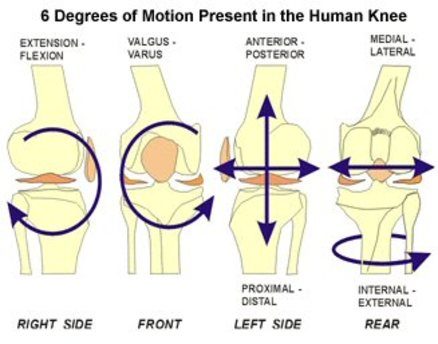 6 Degrees of Motion Present in the Human Knee
EXTENSION -
FLEXION
VALGUS -
VARUS
ANTERIOR -
POSTERIOR
MEDIAL -
LATERAL
PROXIMAL -
DISTAL
INTERNAL -
EXTERNAL
RIGHT SIDE
FRONT
LEFT SIDE
REAR